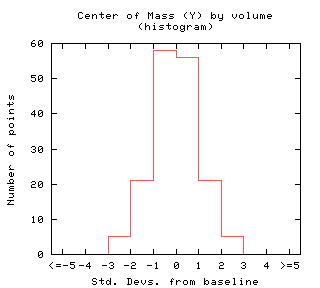 Center of Mass (Y) by volume
(histogram)
60
50
40
30
20
10
0
Number of points
<=-5 -4 -3 -2 -1 0 1 2 3 4 >=5
Std. Devs. from baseline